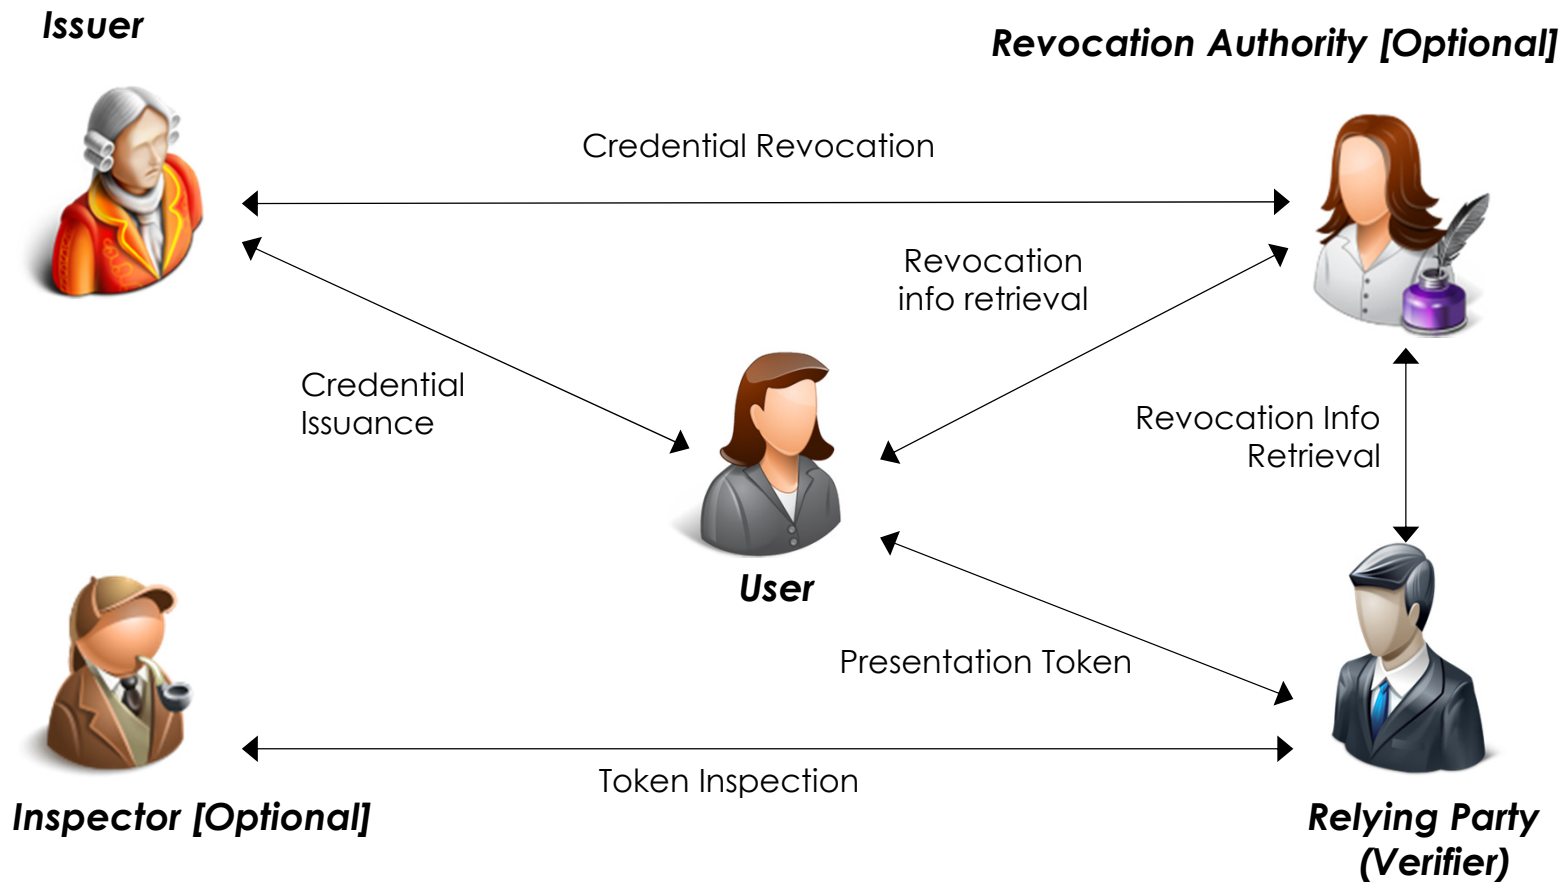 Issuer
Revocation Authority [Optional]
Credential Revocation
Revocation
info retrieval
Credential
Issuance
Revocation Info
Retrieval
User
Presentation Token
Token Inspection
Inspector [Optional]
Relying Party
(Verifier)